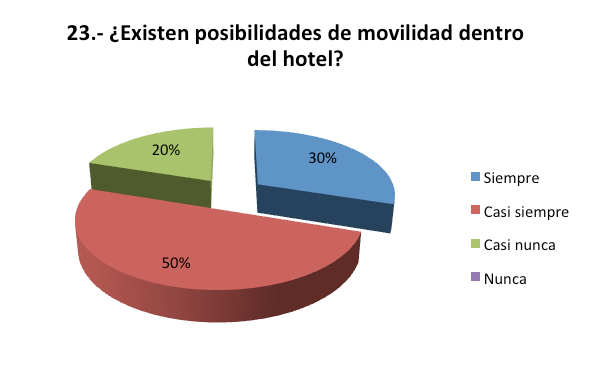 23.- ¿Existen posibilidades de movilidad dentro
del hotel?
20%
30%
50%
Siempre
Casi siempre
Casi nunca
Nunca